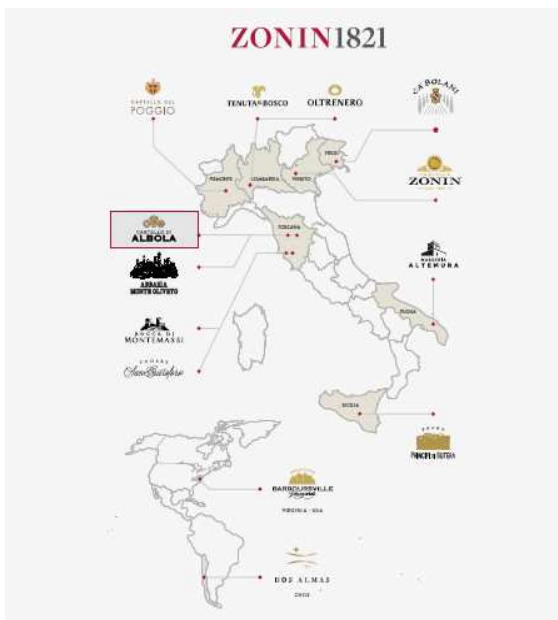 ZONIN1821
CASTELLO DEL
POGGIO
TENUTA IL BOSCO
OLTRENERO
CA' BOLANI
FRIULI
PIEMONTE
LOMBARDIA
VENETO
ZONIN
CASTELLO DI
ALBOLA
TOSCANA
ABBAZIA
MONTE OLIVETO
MASSERIA
ALTEMURA
ROCCA DI
MONTEMASSI
PUGLIA
SICILIA
FEUDO
PRINCIPI DI BUTERA
BARBOURSVILLE
Vineyards
VIRGINIA - USA
DOS ALMAS
CHILE